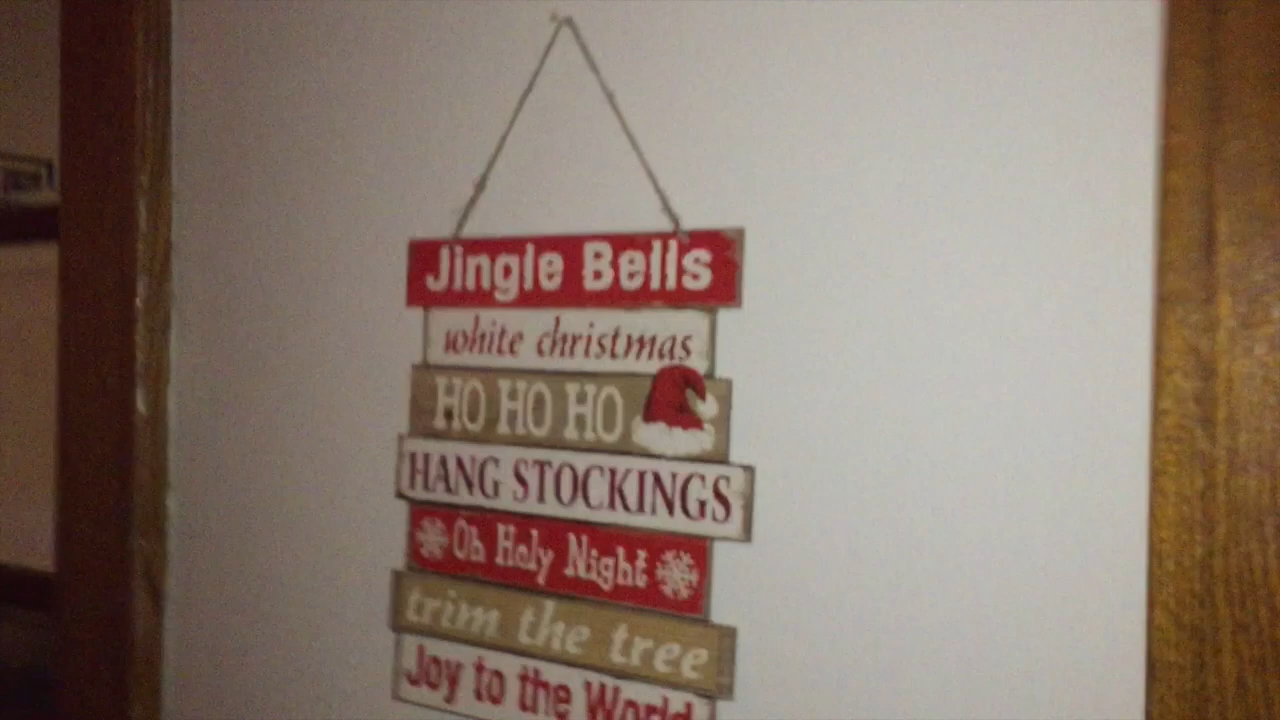 Jingle Bells
white christmas
HO HO HO
HANG STOCKINGS
Oh Holy Night
trim the tree
Joy to the World